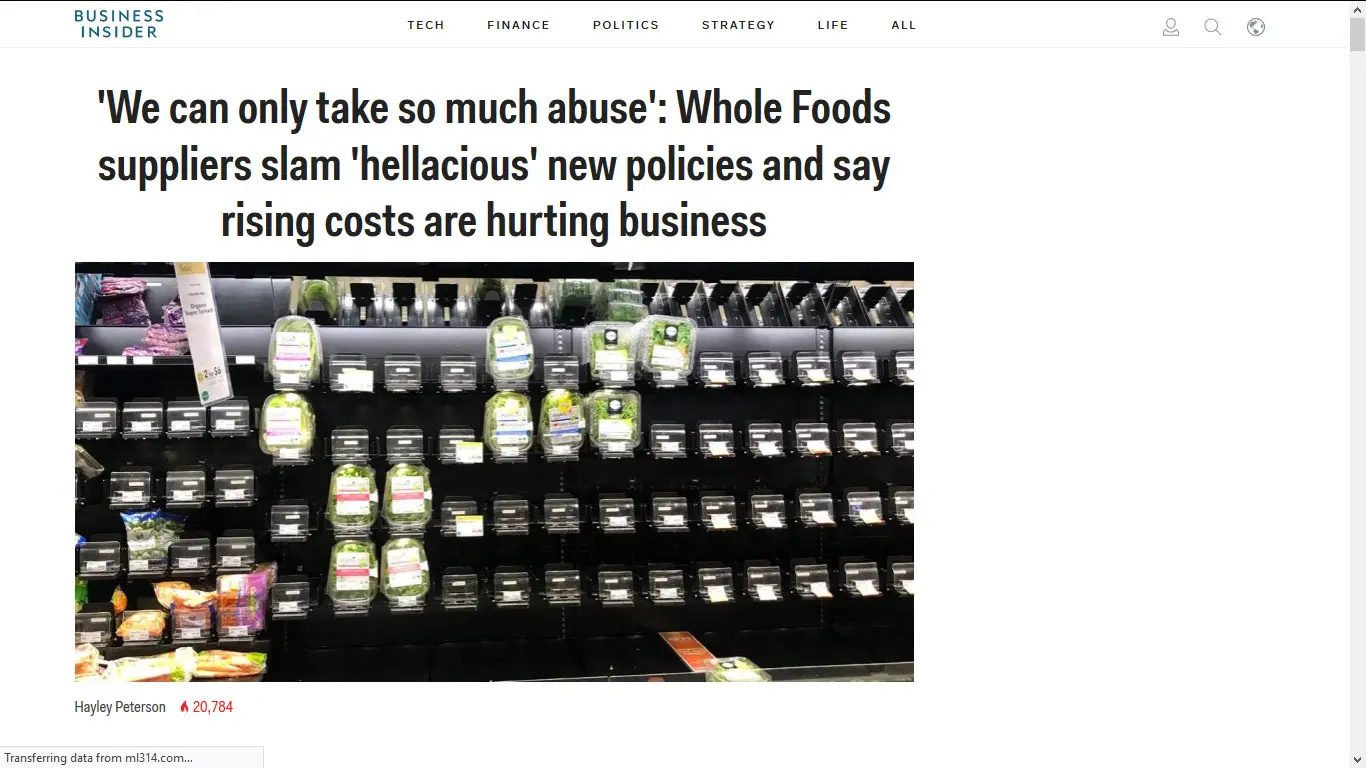 BUSINESS
INSIDER
TECH FINANCE POLITICS STRATEGY LIFE ALL
'We can only take so much abuse': Whole Foods
suppliers slam 'hellacious' new policies and say
rising costs are hurting business
Organic
2 for $6
Hayley Peterson 20,784
Transferring data from ml314.com...